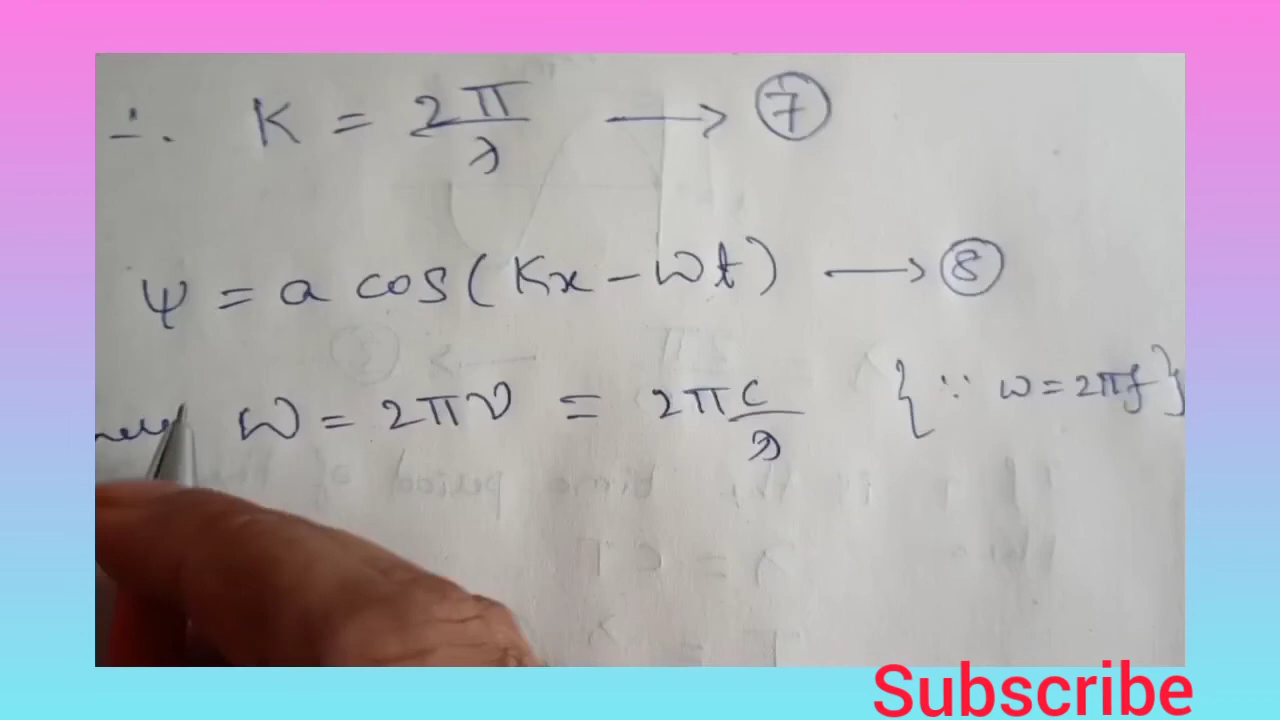 ∴ K = 2π/λ → ⑦
ψ = a cos(Kx − ωt) → ⑧
ω = 2πν = 2πc/λ {∵ ω = 2πf}
Subscribe